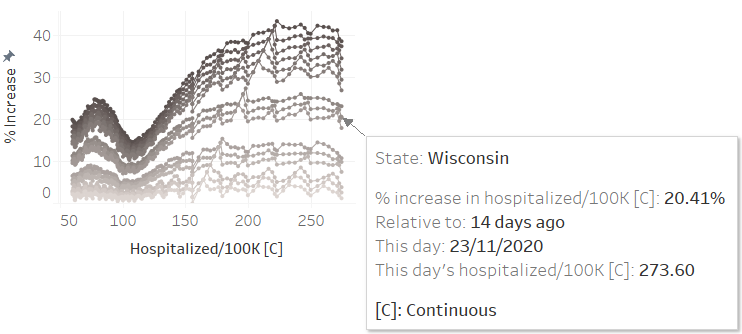 40
30
20
10
0
% Increase
50 100 150 200 250
Hospitalized/100K [C]
State: Wisconsin
% increase in hospitalized/100K [C]: 20.41%
Relative to: 14 days ago
This day: 23/11/2020
This day's hospitalized/100K [C]: 273.60
[C]: Continuous